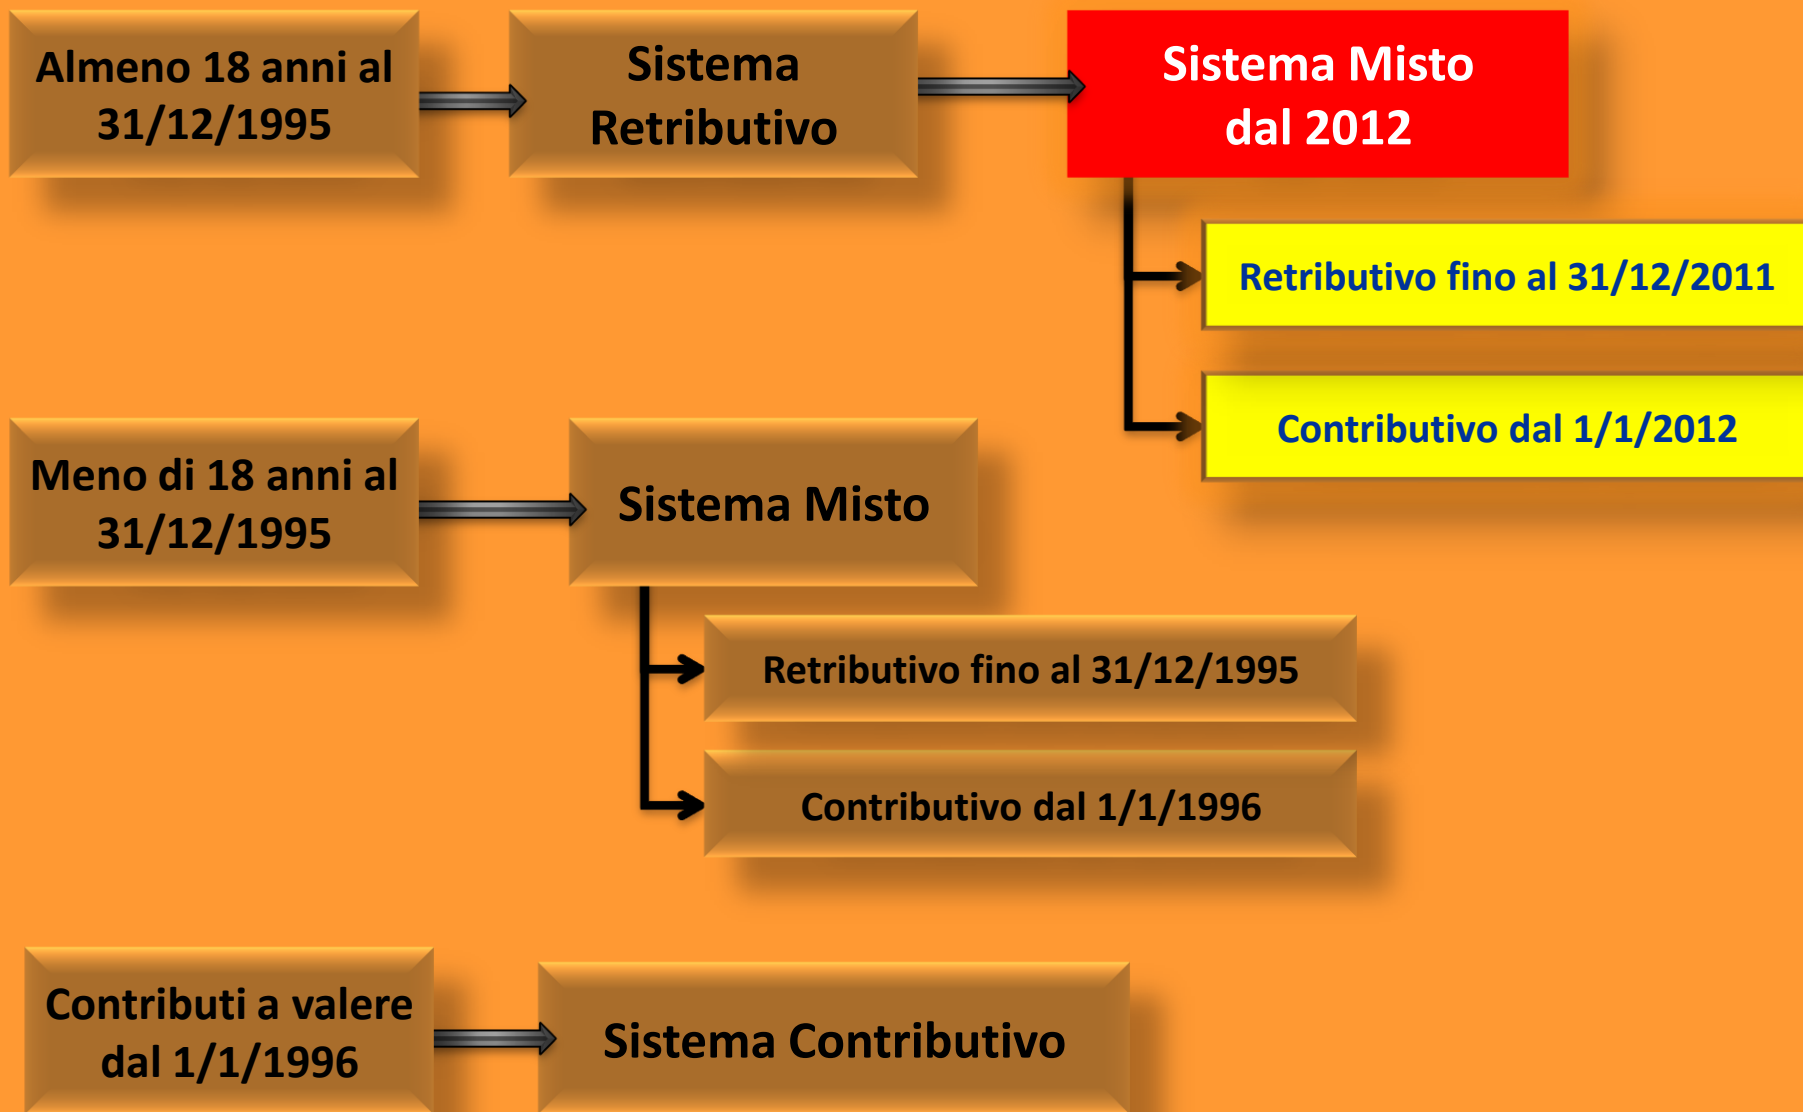 Almeno 18 anni al
31/12/1995
Sistema
Retributivo
Sistema Misto
dal 2012
Retributivo fino al 31/12/2011
Contributivo dal 1/1/2012
Meno di 18 anni al
31/12/1995
Sistema Misto
Retributivo fino al 31/12/1995
Contributivo dal 1/1/1996
Contributi a valere
dal 1/1/1996
Sistema Contributivo